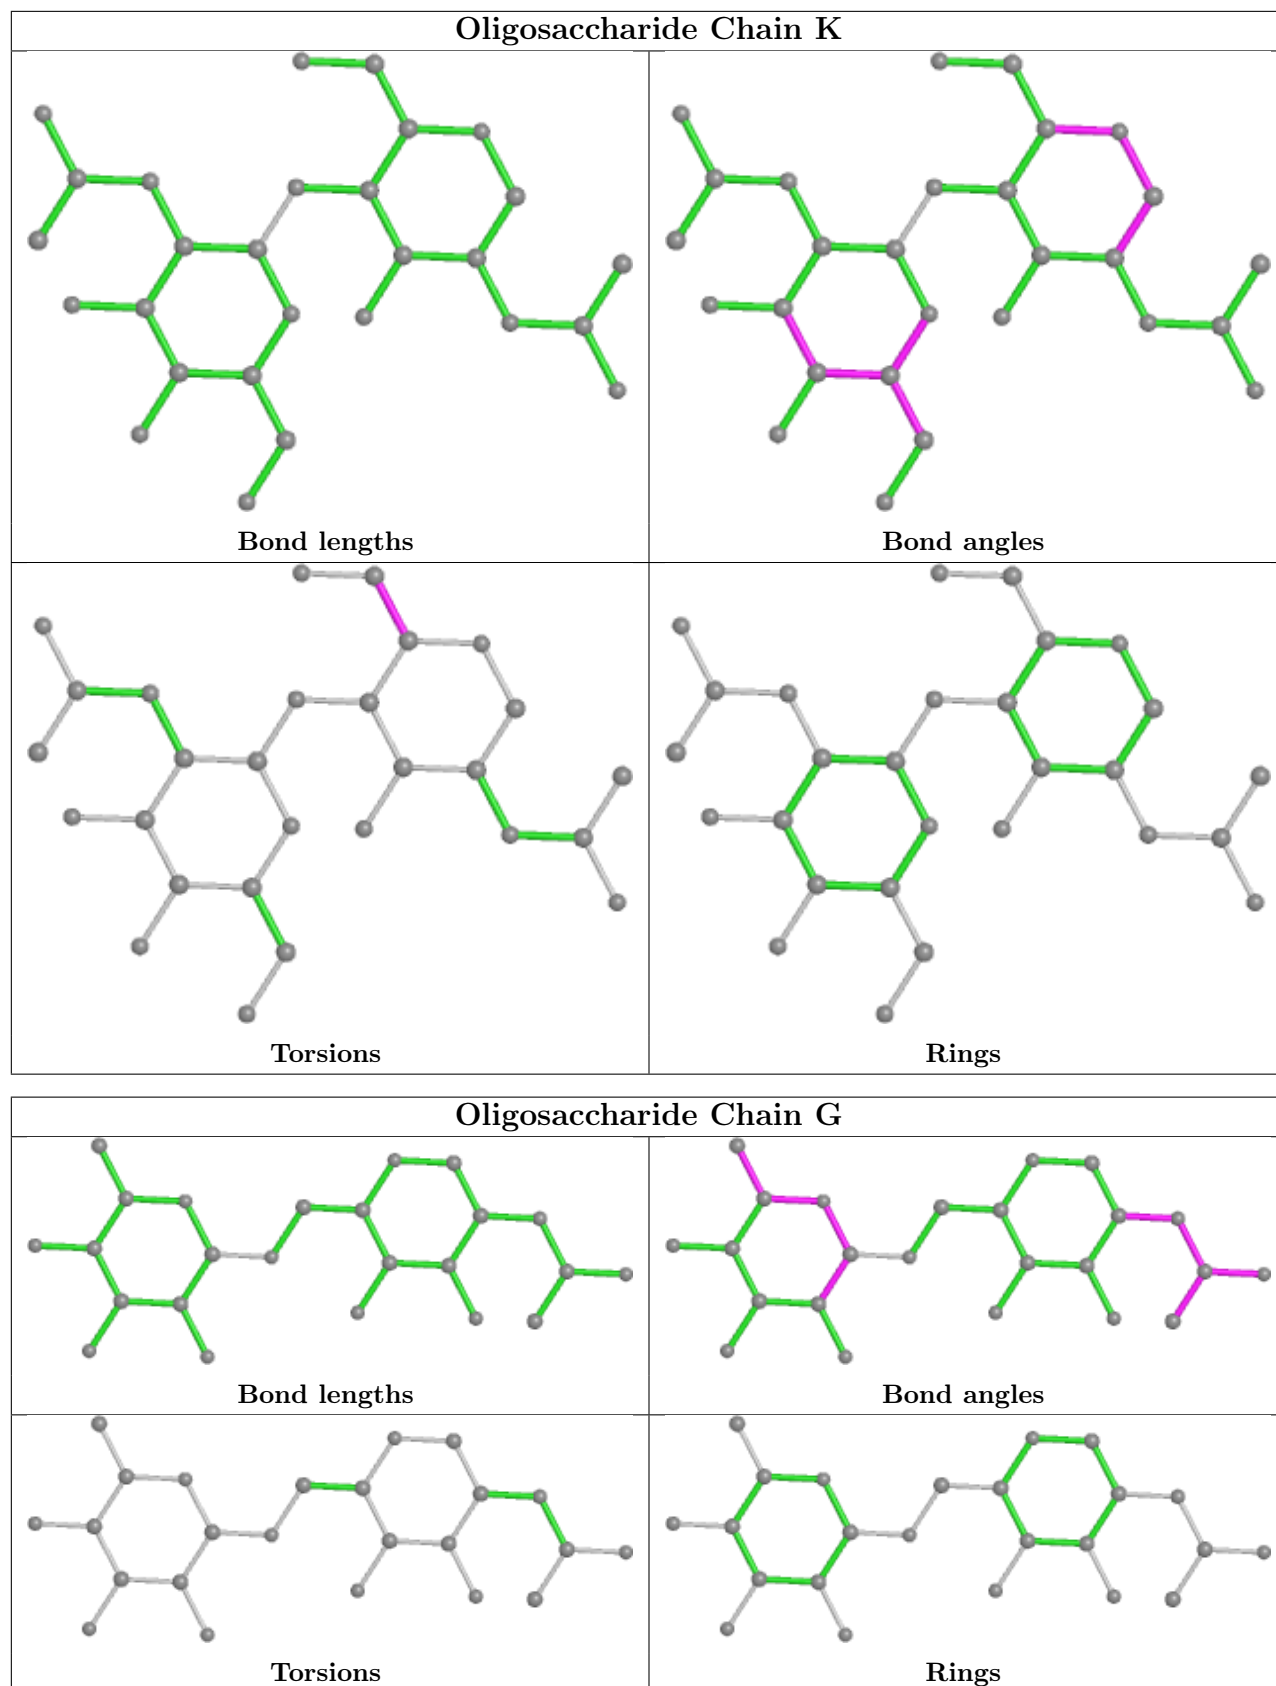 Oligosaccharide Chain K
Bond lengths
Bond angles
Torsions
Rings
Oligosaccharide Chain G
Bond lengths
Bond angles
Torsions
Rings